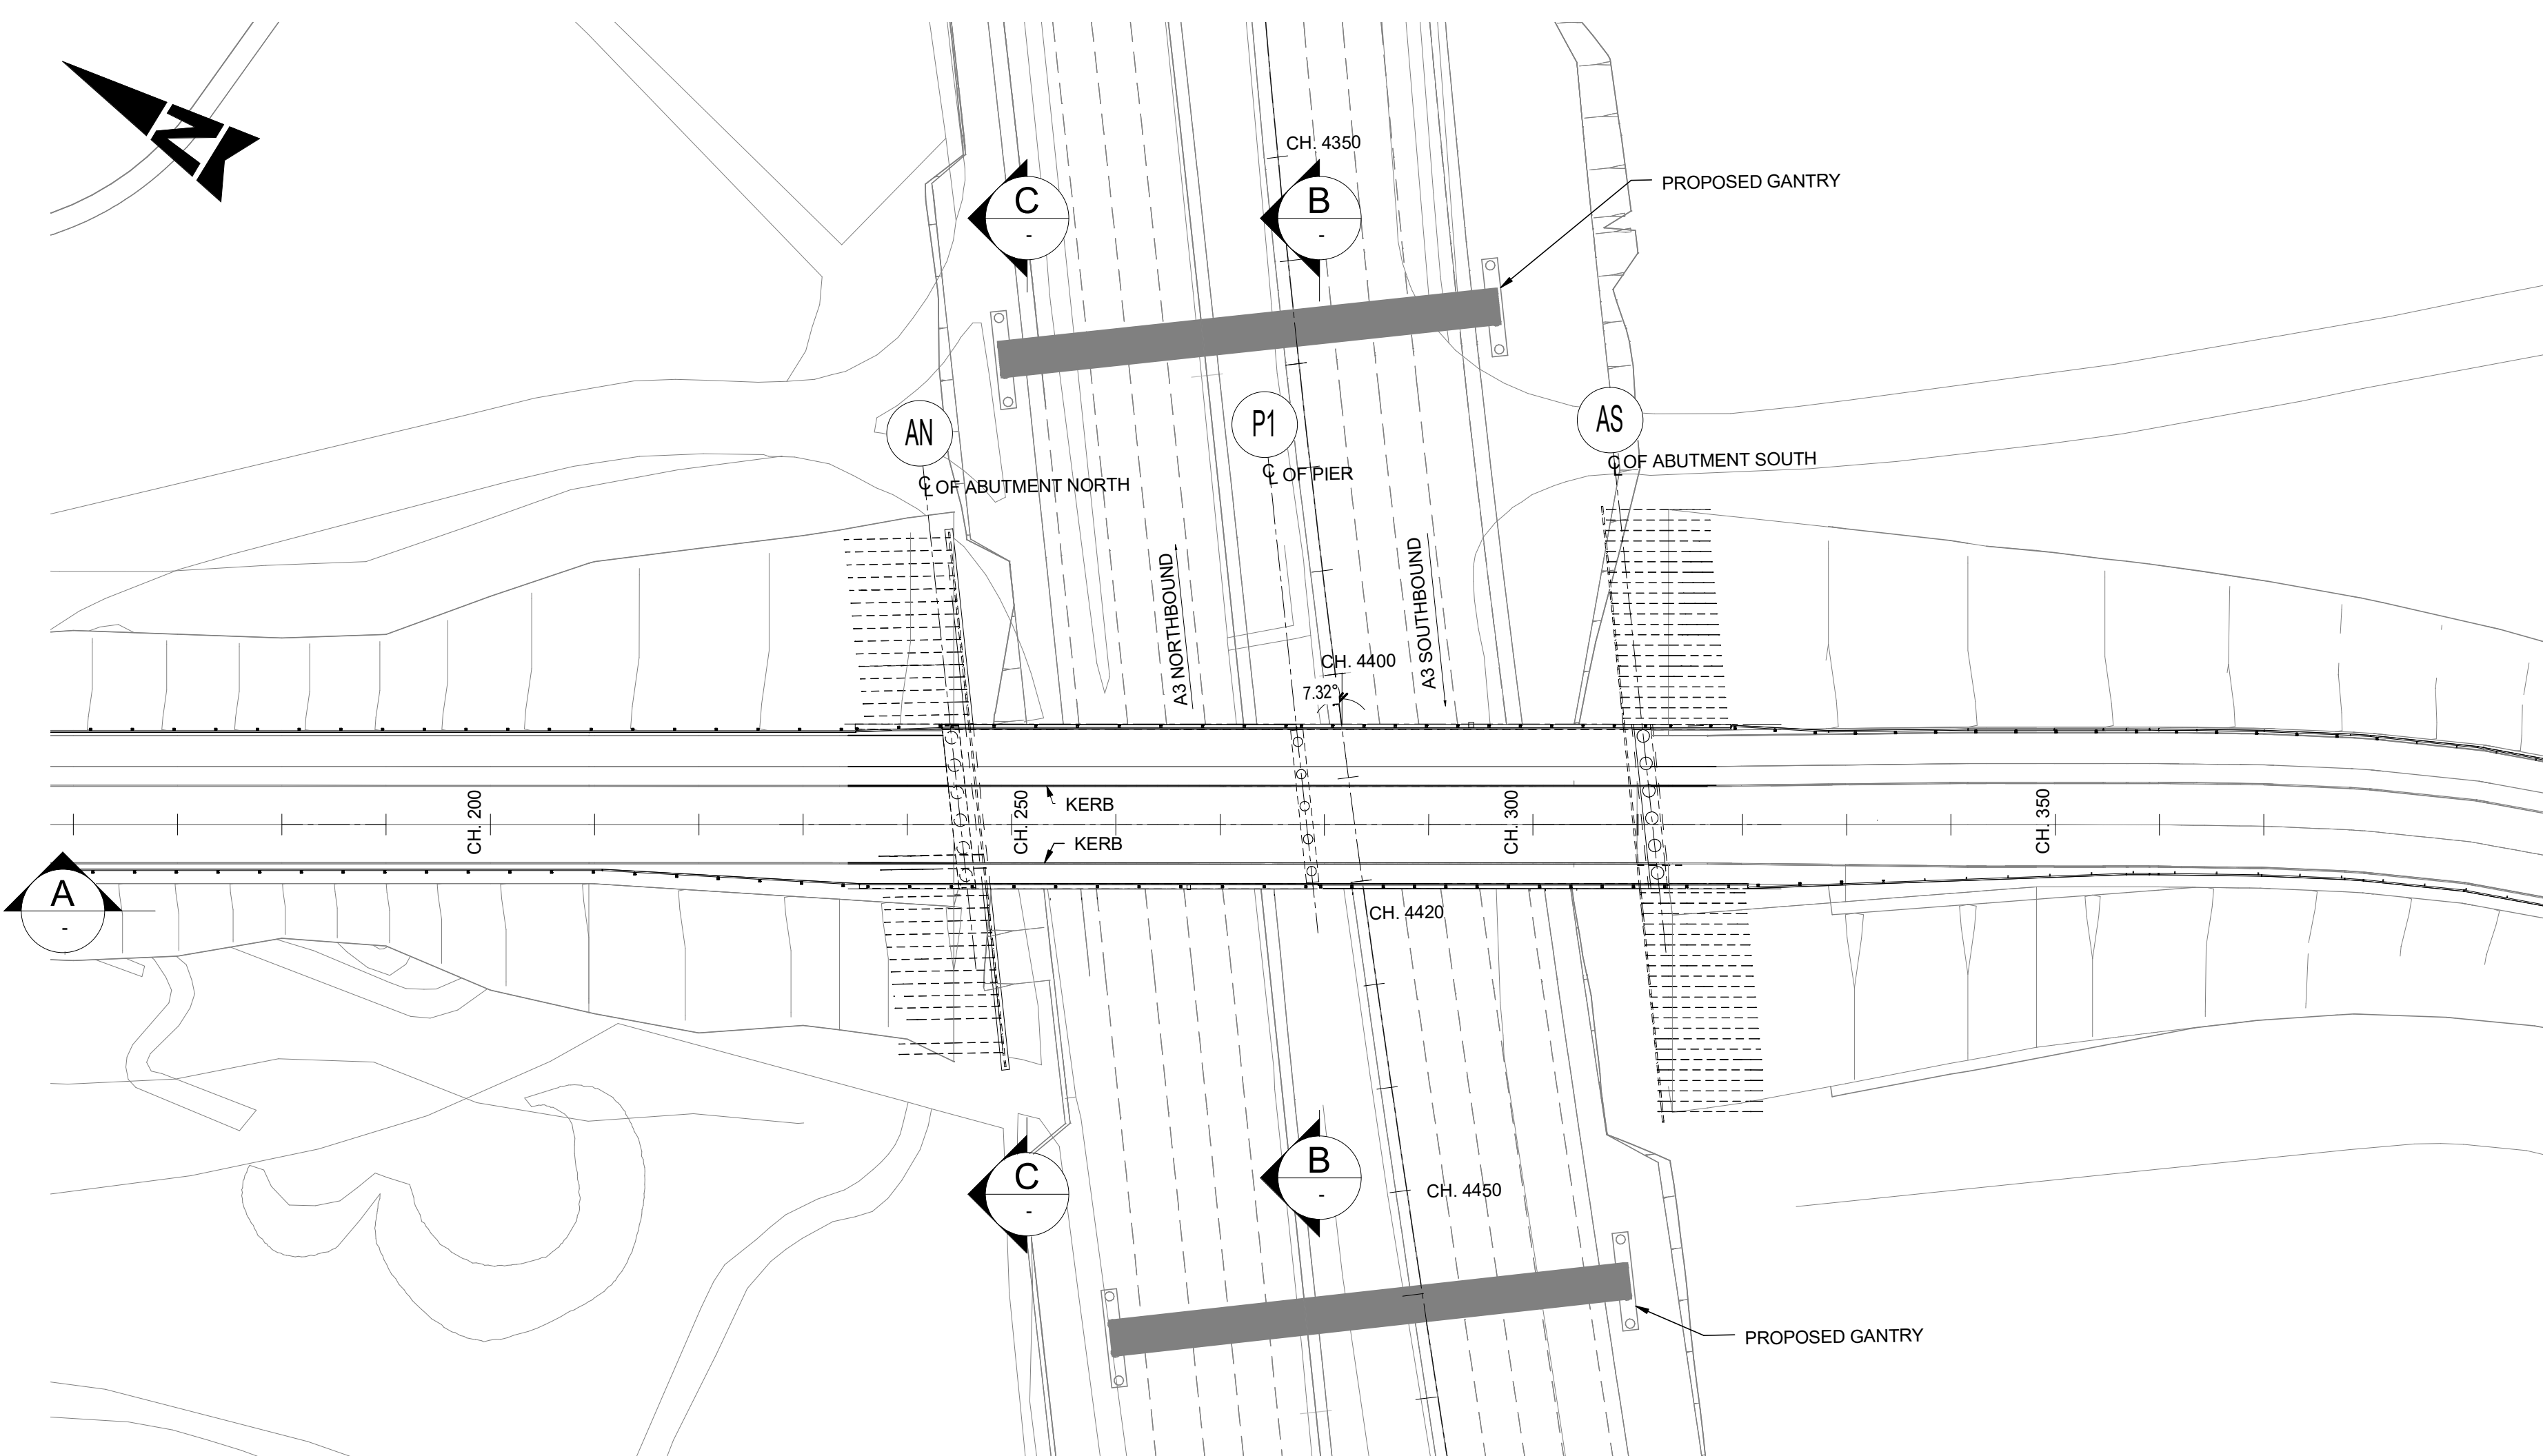 N
CH. 4350
PROPOSED GANTRY
C
-
B
-
AN
P1
AS
℄ OF ABUTMENT NORTH
℄ OF PIER
℄ OF ABUTMENT SOUTH
A3 NORTHBOUND
A3 SOUTHBOUND
CH. 4400
7.32°
CH. 200
CH. 250
KERB
KERB
CH. 300
CH. 350
A
-
CH. 4420
C
-
B
-
CH. 4450
PROPOSED GANTRY